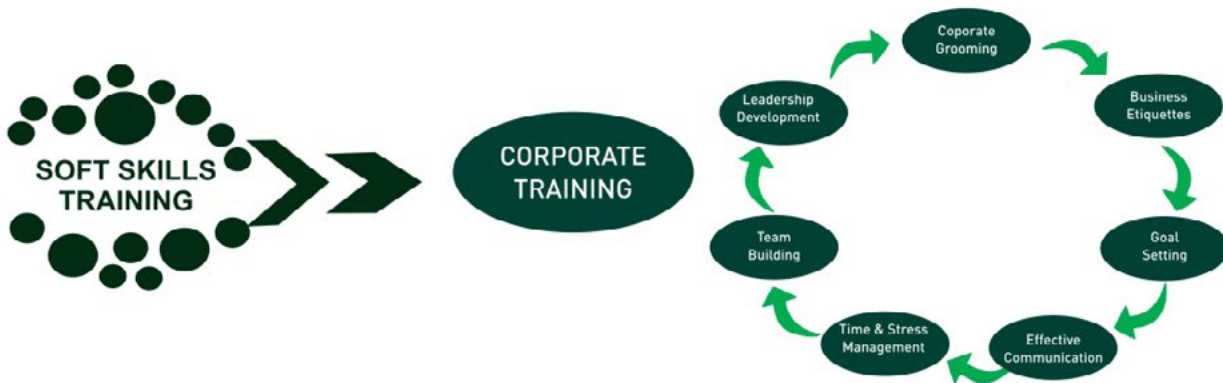 SOFT SKILLS
TRAINING
CORPORATE
TRAINING
Coporate
Grooming
Business
Etiquettes
Goal
Setting
Effective
Communication
Time & Stress
Management
Team
Building
Leadership
Development